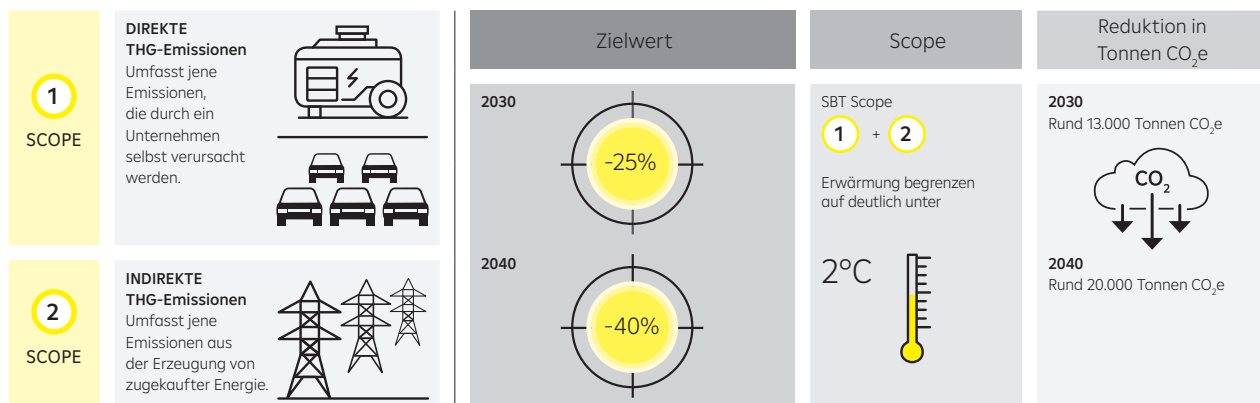 1
SCOPE
DIREKTE
THG-Emissionen
Umfasst jene
Emissionen,
die durch ein
Unternehmen
selbst verursacht
werden.
2
SCOPE
INDIREKTE
THG-Emissionen
Umfasst jene
Emissionen aus
der Erzeugung von
zugekaufter Energie.
Zielwert
2030
-25%
2040
-40%
Scope
SBT Scope
1 + 2
Erwärmung begrenzen
auf deutlich unter
2°C
Reduktion in
Tonnen CO₂e
2030
Rund 13.000 Tonnen CO₂e
CO₂
2040
Rund 20.000 Tonnen CO₂e